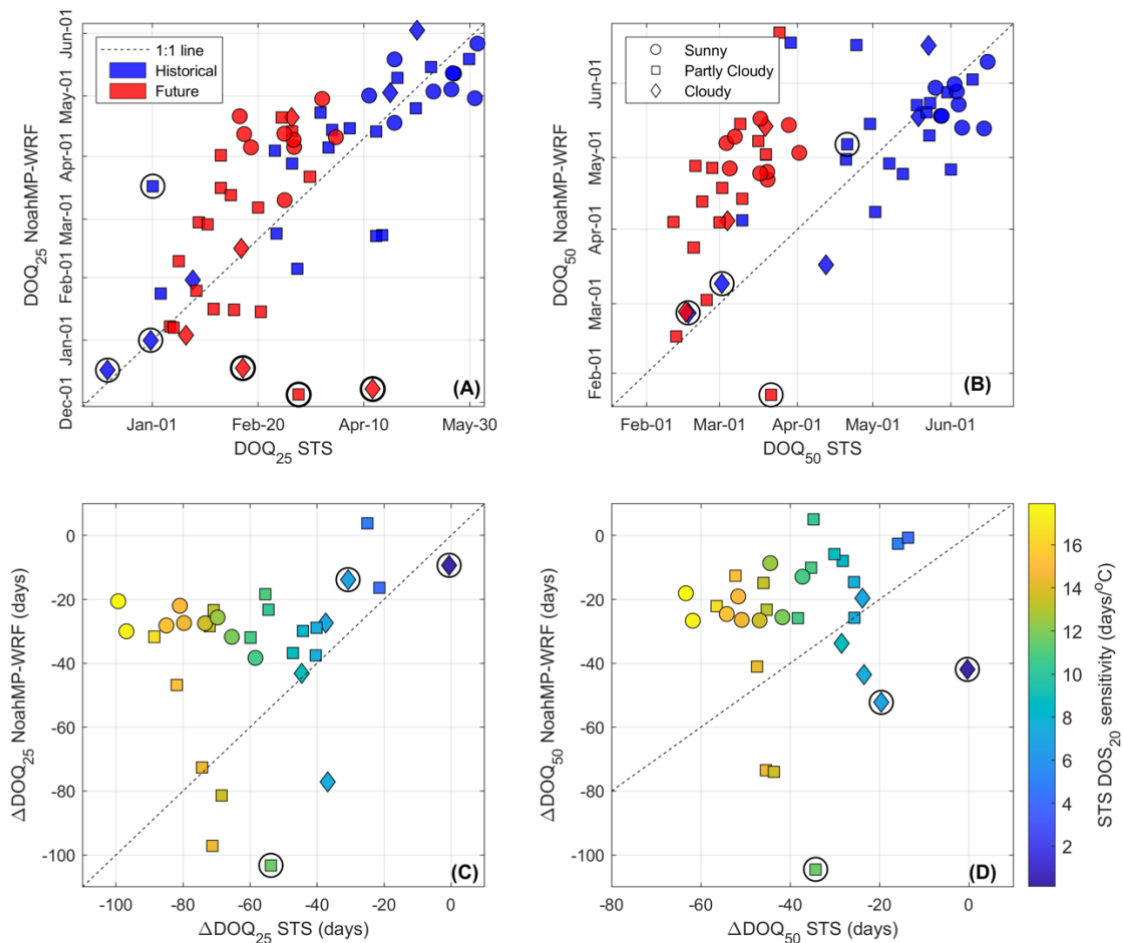 Jun-01
May-01
Apr-01
Mar-01
Feb-01
Jan-01
Dec-01
DOQ25 NoahMP-WRF
1:1 line
Historical
Future
(A)
Jan-01 Feb-20 Apr-10 May-30
DOQ25 STS
Jun-01
May-01
Apr-01
Mar-01
Feb-01
DOQ50 NoahMP-WRF
Sunny
Partly Cloudy
Cloudy
(B)
Feb-01 Mar-01 Apr-01 May-01 Jun-01
DOQ50 STS
0
-20
-40
-60
-80
-100
ΔDOQ25 NoahMP-WRF (days)
(C)
-100 -80 -60 -40 -20 0
ΔDOQ25 STS (days)
0
-20
-40
-60
-80
-100
ΔDOQ50 NoahMP-WRF (days)
(D)
-80 -60 -40 -20 0
ΔDOQ50 STS (days)
16
14
12
10
8
6
4
2
STS DOS20 sensitivity (days/°C)